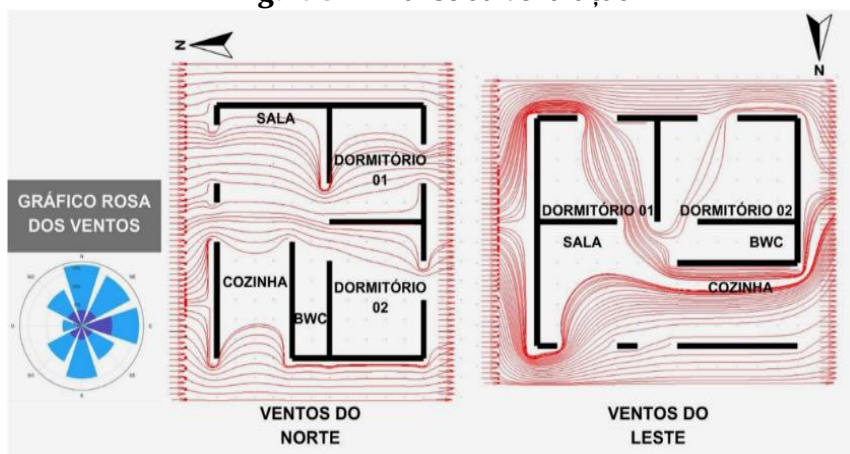 N
N
GRÁFICO ROSA
DOS VENTOS
SALA
DORMITÓRIO
01
COZINHA
BWC
DORMITÓRIO
02
VENTOS DO
NORTE
DORMITÓRIO 01
DORMITÓRIO 02
SALA
BWC
COZINHA
VENTOS DO
LESTE